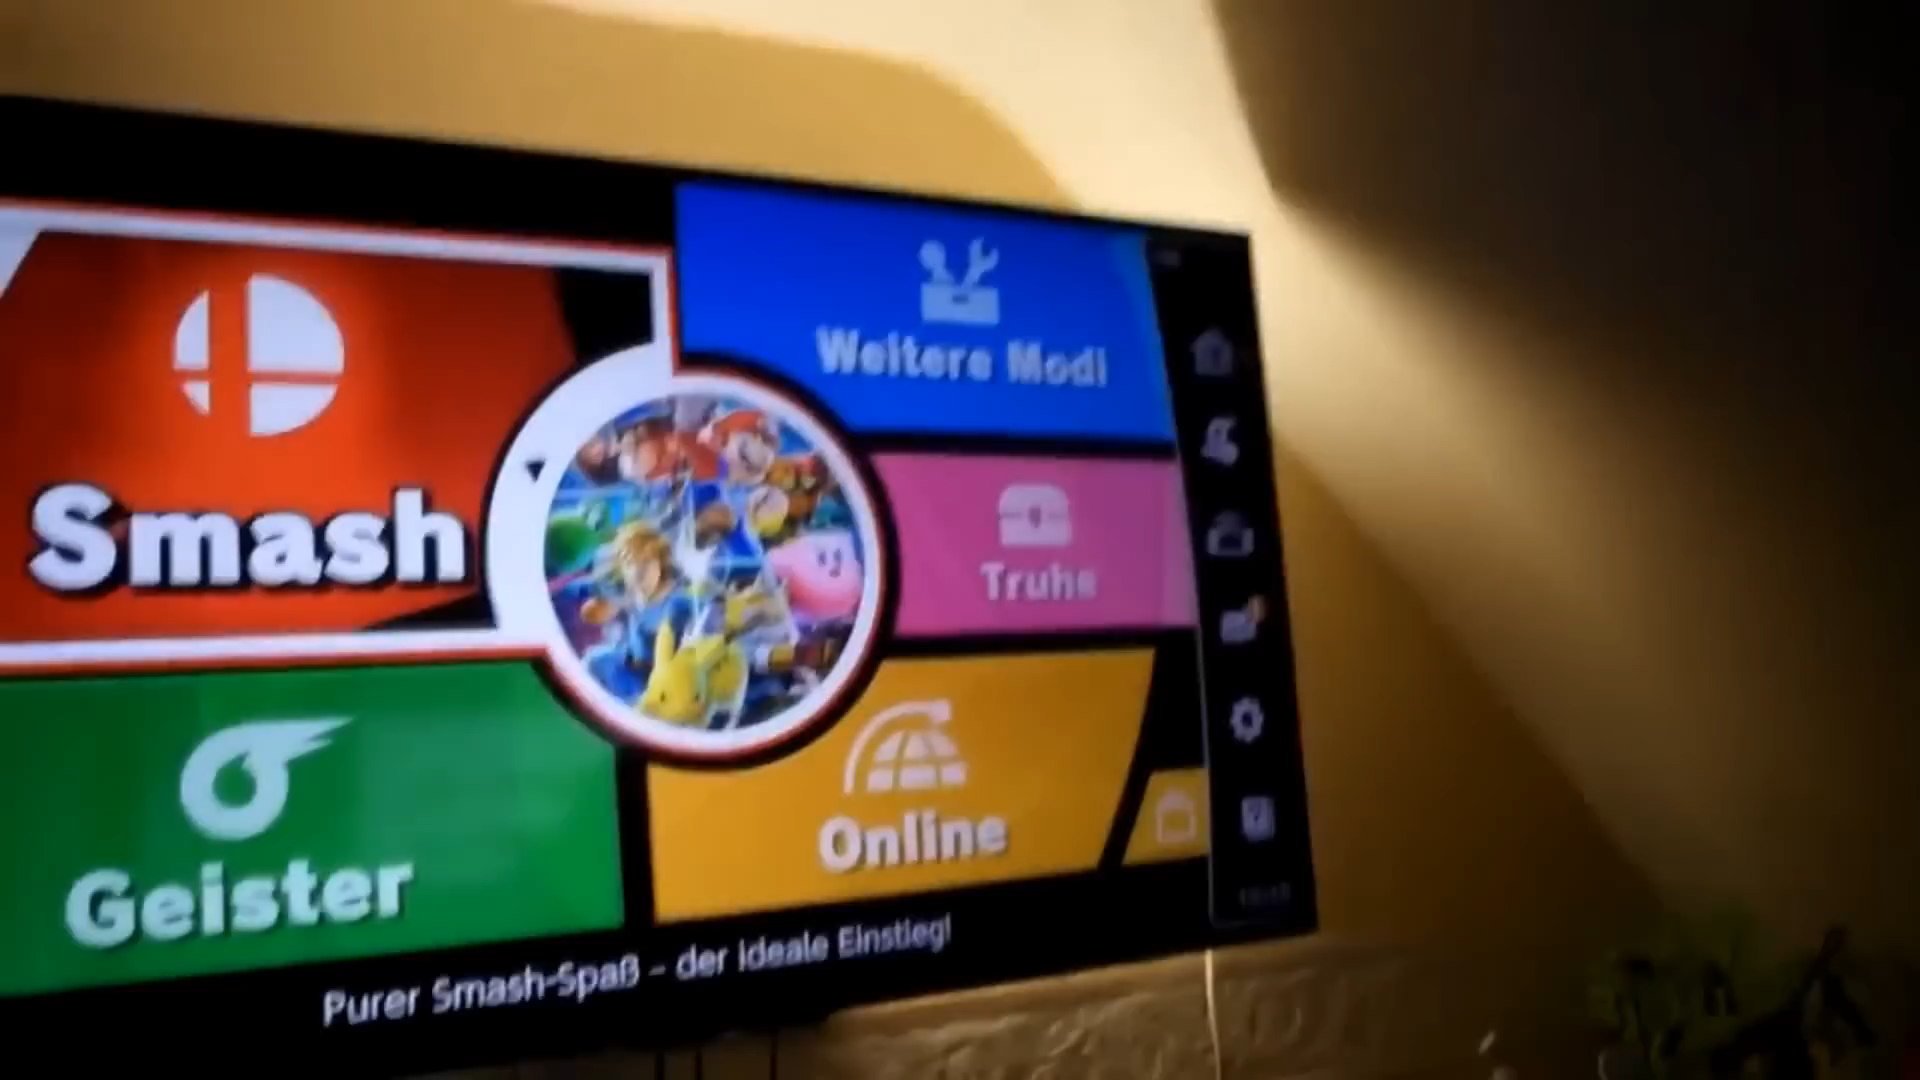 Smash
Weitere Modi
Truhe
Geister
Online
Purer Smash-Spaß – der ideale Einstieg!